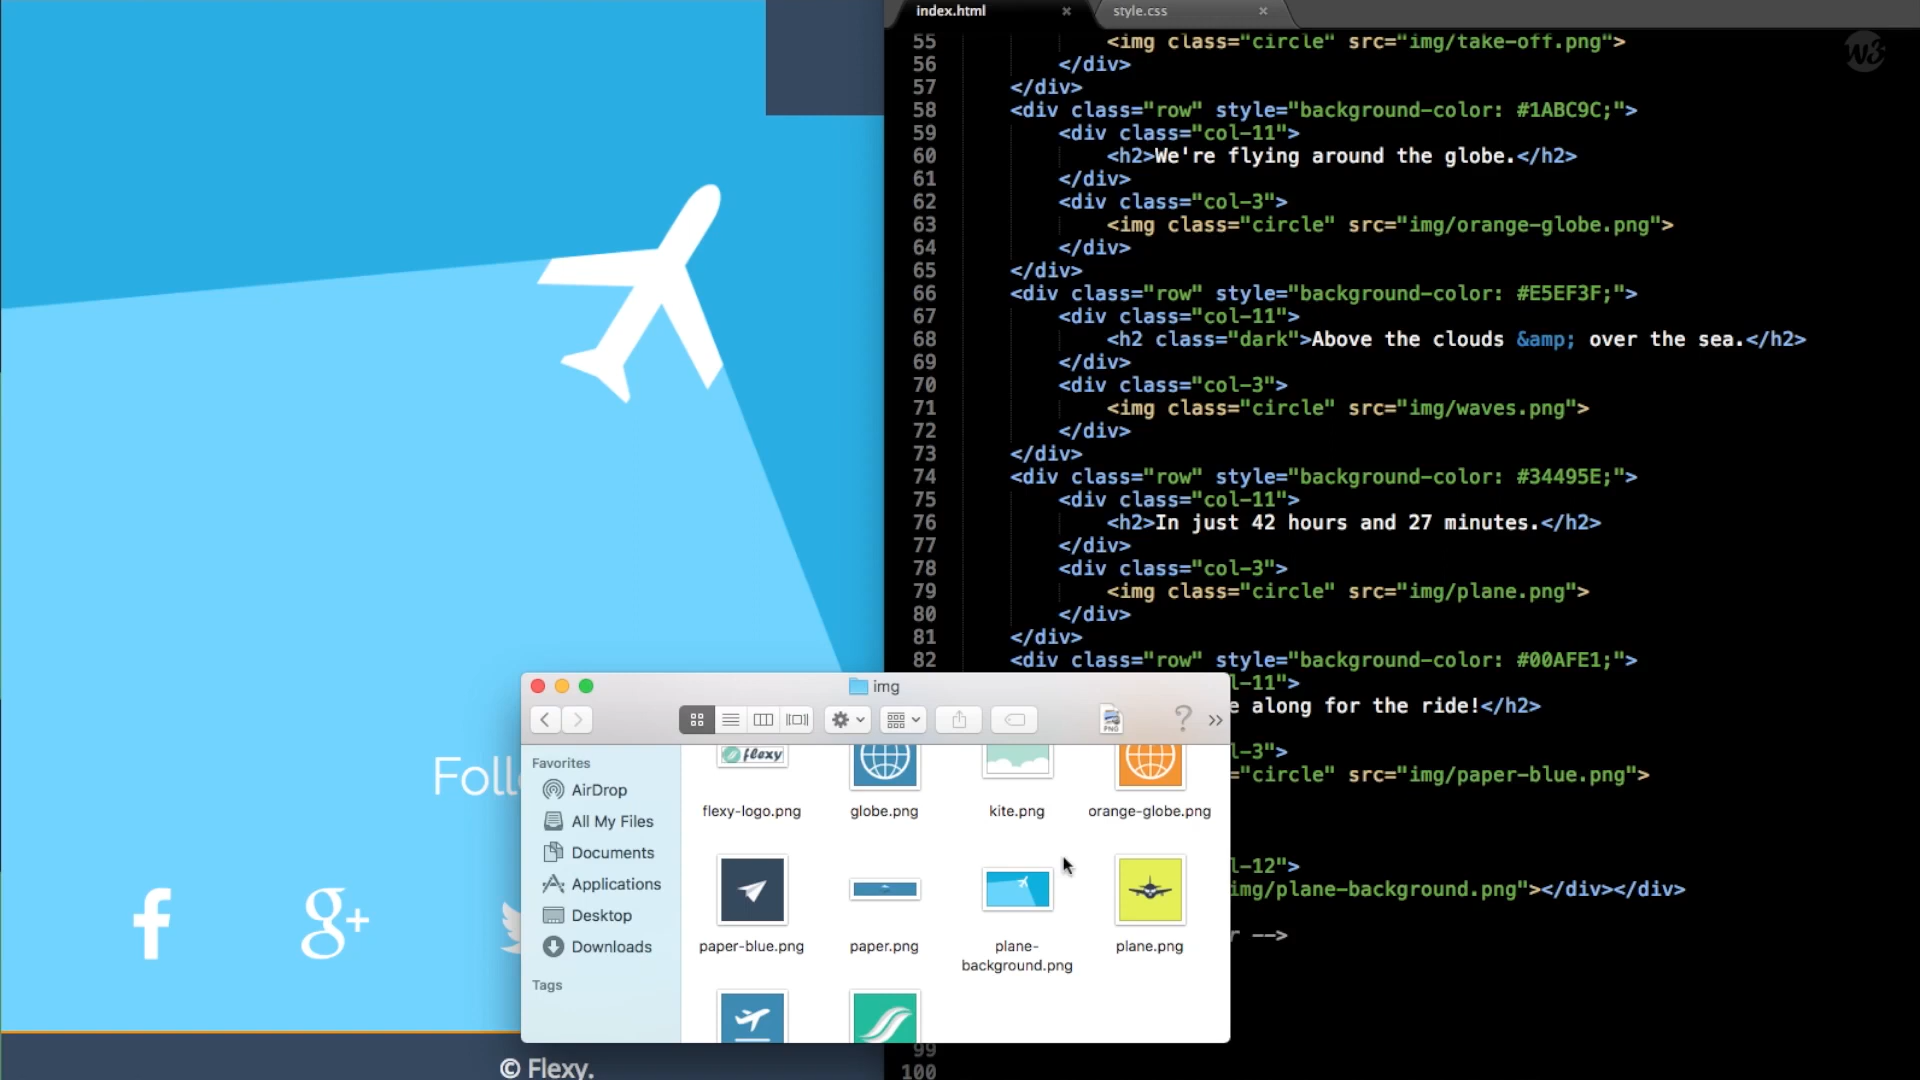 index.html
style.css
55 <img class="circle" src="img/take-off.png">
56 </div>
57 </div>
58 <div class="row" style="background-color: #1ABC9C;">
59 <div class="col-11">
60 <h2>We're flying around the globe.</h2>
61 </div>
62 <div class="col-3">
63 <img class="circle" src="img/orange-globe.png">
64 </div>
65 </div>
66 <div class="row" style="background-color: #E5EF3F;">
67 <div class="col-11">
68 <h2 class="dark">Above the clouds &amp; over the sea.</h2>
69 </div>
70 <div class="col-3">
71 <img class="circle" src="img/waves.png">
72 </div>
73 </div>
74 <div class="row" style="background-color: #34495E;">
75 <div class="col-11">
76 <h2>In just 42 hours and 27 minutes.</h2>
77 </div>
78 <div class="col-3">
79 <img class="circle" src="img/plane.png">
80 </div>
81 </div>
82 <div class="row" style="background-color: #00AFE1;">
l-11">
e along for the ride!</h2>
l-3">
="circle" src="img/paper-blue.png">
l-12">
img/plane-background.png"></div></div>
r -->
99
100
img
PNG
Favorites
AirDrop
All My Files
Documents
Applications
Desktop
Downloads
Tags
flexy
flexy-logo.png
globe.png
kite.png
orange-globe.png
paper-blue.png
paper.png
plane-background.png
plane.png
Foll
g+
© Flexy.
W3